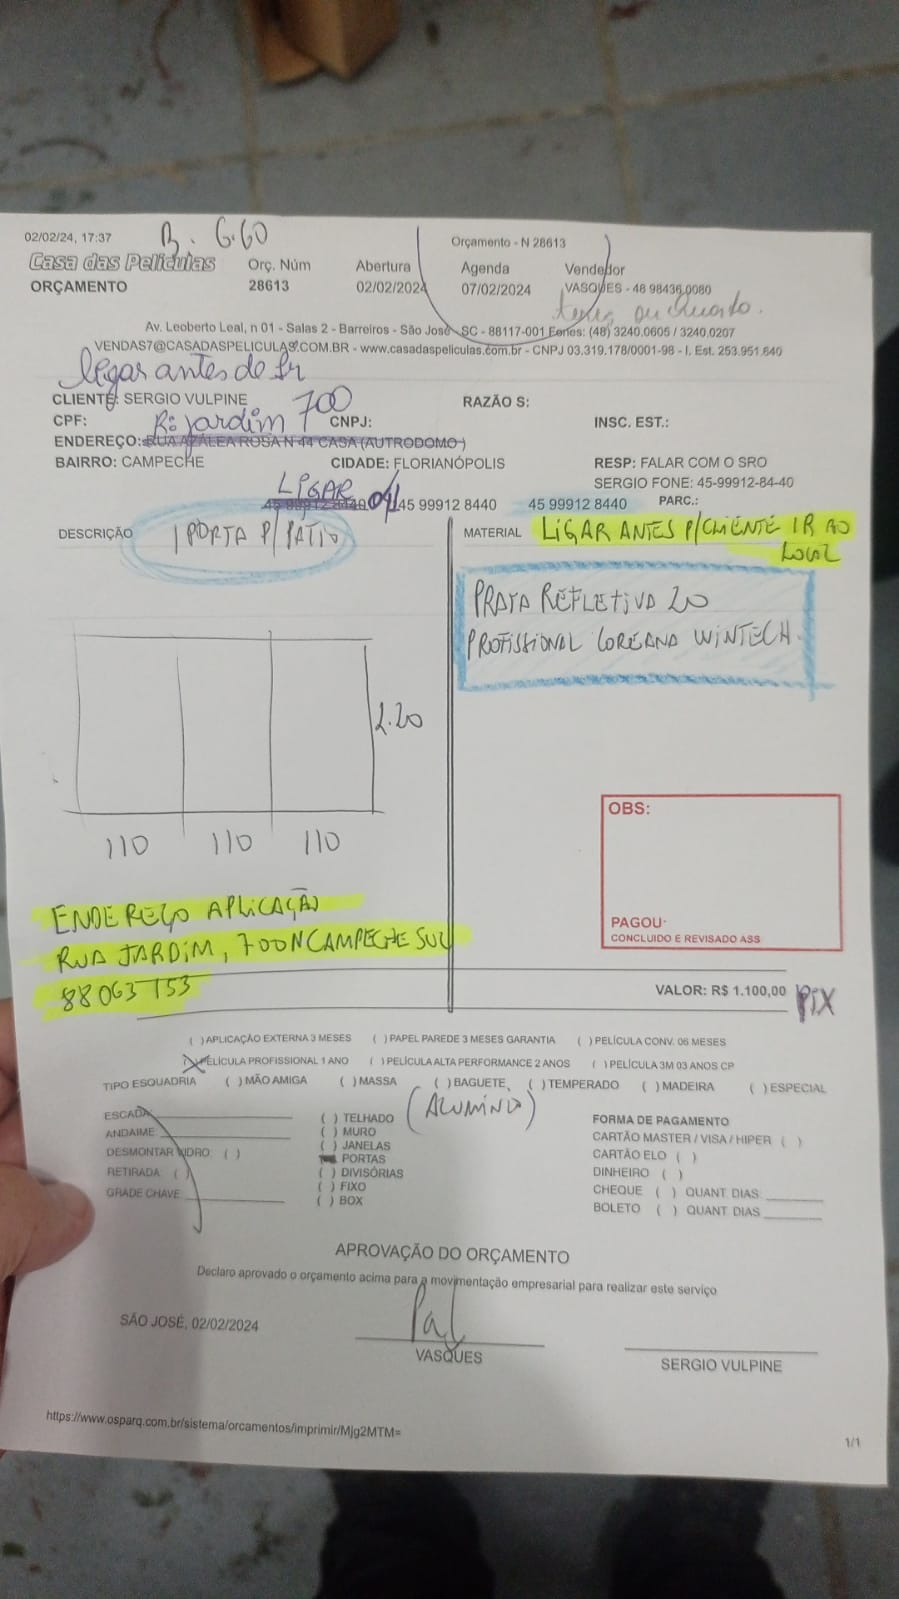 02/02/24, 17:37
B. 6.60
Orçamento - N 28613
Casa das Películas
ORÇAMENTO
Orç. Núm
28613
Abertura
02/02/2024
Agenda
07/02/2024
Vendedor
VASQUES - 48 98436.0080
terça ou quarta.
Av. Leoberto Leal, n 01 - Salas 2 - Barreiros - São José - SC - 88117-001 Fones: (48) 3240.0605 / 3240.0207
VENDAS7@CASADASPELICULAS.COM.BR - www.casadaspeliculas.com.br - CNPJ 03.319.178/0001-98 - I. Est. 253.951.640
ligar antes de Ir
CLIENTE: SERGIO VULPINE
RAZÃO S:
CPF:
R: jardim 700
CNPJ:
INSC. EST.:
ENDEREÇO: RUA AZALEA ROSA N 44 CASA (AUTRODOMO)
BAIRRO: CAMPECHE
CIDADE: FLORIANÓPOLIS
RESP: FALAR COM O SRO
SERGIO FONE: 45-99912-84-40
LIGAR
45 99912 8440
041
45 99912 8440
45 99912 8440
PARC.:
DESCRIÇÃO
1 PORTA P/ PÁTIO
MATERIAL
LIGAR ANTES P/ CLIENTE IR AO
LOCAL
PRATA REFLETIVA 20
PROFISSIONAL COREANA WINTECH.
2.20
110
110
110
OBS:
PAGOU:
CONCLUIDO E REVISADO ASS
ENDEREÇO APLICAÇÃO
RUA JARDIM, 700 N CAMPECHE SUL
88063153
VALOR: R$ 1.100,00
PIX
( ) APLICAÇÃO EXTERNA 3 MESES ( ) PAPEL PAREDE 3 MESES GARANTIA ( ) PELÍCULA CONV. 06 MESES
(X) PELÍCULA PROFISSIONAL 1 ANO ( ) PELÍCULA ALTA PERFORMANCE 2 ANOS ( ) PELÍCULA 3M 03 ANOS CP
TIPO ESQUADRIA ( ) MÃO AMIGA ( ) MASSA ( ) BAGUETE, ( ) TEMPERADO ( ) MADEIRA ( ) ESPECIAL
(ALUMINIO)
ESCADA:
ANDAIME:
DESMONTAR VIDRO: ( )
RETIRADA: ( )
GRADE CHAVE
( ) TELHADO
( ) MURO
( ) JANELAS
PORTAS
( ) DIVISÓRIAS
( ) FIXO
( ) BOX
FORMA DE PAGAMENTO
CARTÃO MASTER / VISA / HIPER ( )
CARTÃO ELO ( )
DINHEIRO ( )
CHEQUE ( ) QUANT DIAS
BOLETO ( ) QUANT DIAS
APROVAÇÃO DO ORÇAMENTO
Declaro aprovado o orçamento acima para a movimentação empresarial para realizar este serviço
SÃO JOSÉ, 02/02/2024
VASQUES
SERGIO VULPINE
https://www.osparq.com.br/sistema/orcamentos/imprimir/Mjg2MTM=
1/1